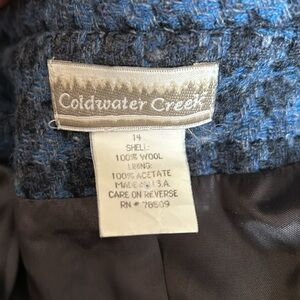 Coldwater Creek
14
SHELL:
100% WOOL
LINING:
100% ACETATE
MADE IN U.S.A.
CARE ON REVERSE
RN # 78509